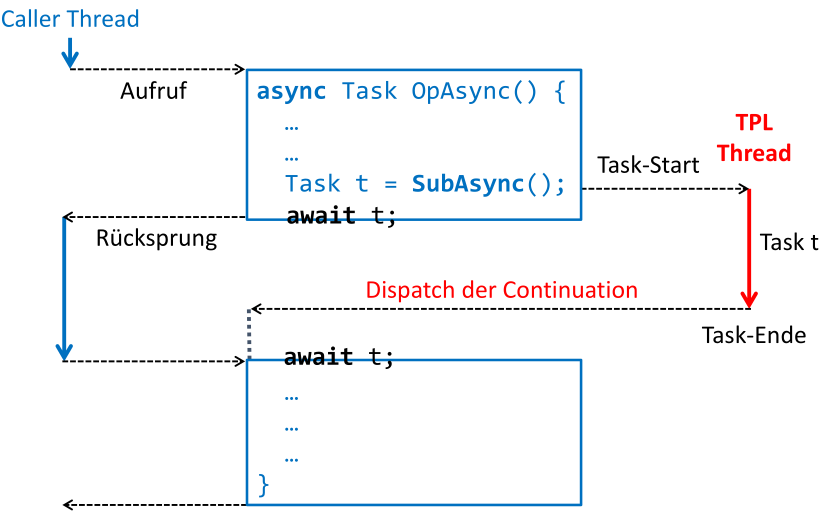 Caller Thread
Aufruf
async Task OpAsync() {
…
…
Task t = SubAsync();
await t;
Task-Start
TPL
Thread
Rücksprung
Task t
Dispatch der Continuation
Task-Ende
await t;
…
…
…
}